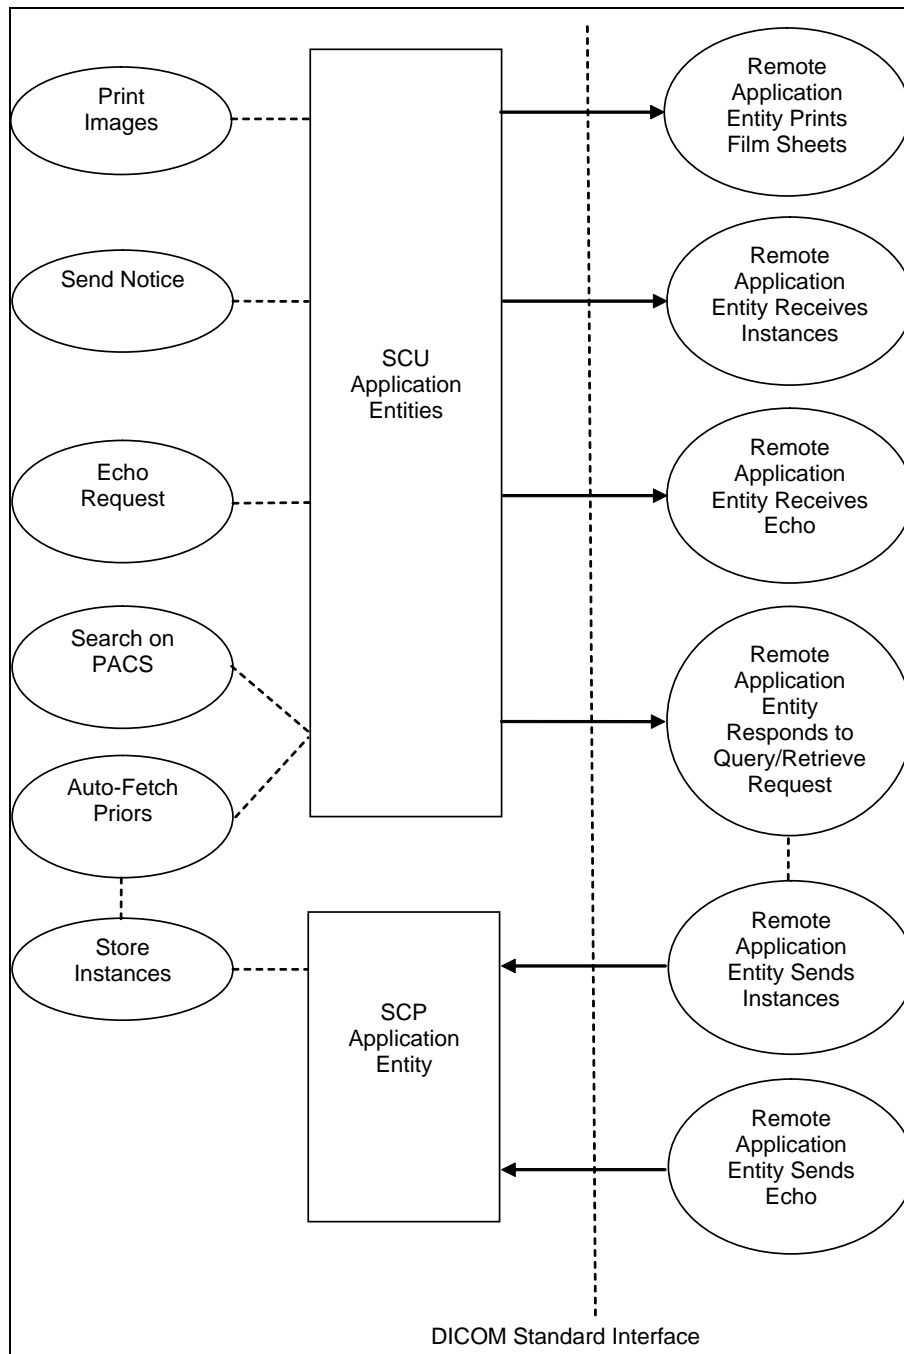 Print
Images
Send Notice
Echo
Request
Search on
PACS
Auto-Fetch
Priors
Store
Instances
SCU
Application
Entities
SCP
Application
Entity
Remote
Application
Entity Prints
Film Sheets
Remote
Application
Entity Receives
Instances
Remote
Application
Entity Receives
Echo
Remote
Application
Entity
Responds to
Query/Retrieve
Request
Remote
Application
Entity Sends
Instances
Remote
Application
Entity Sends
Echo
DICOM Standard Interface